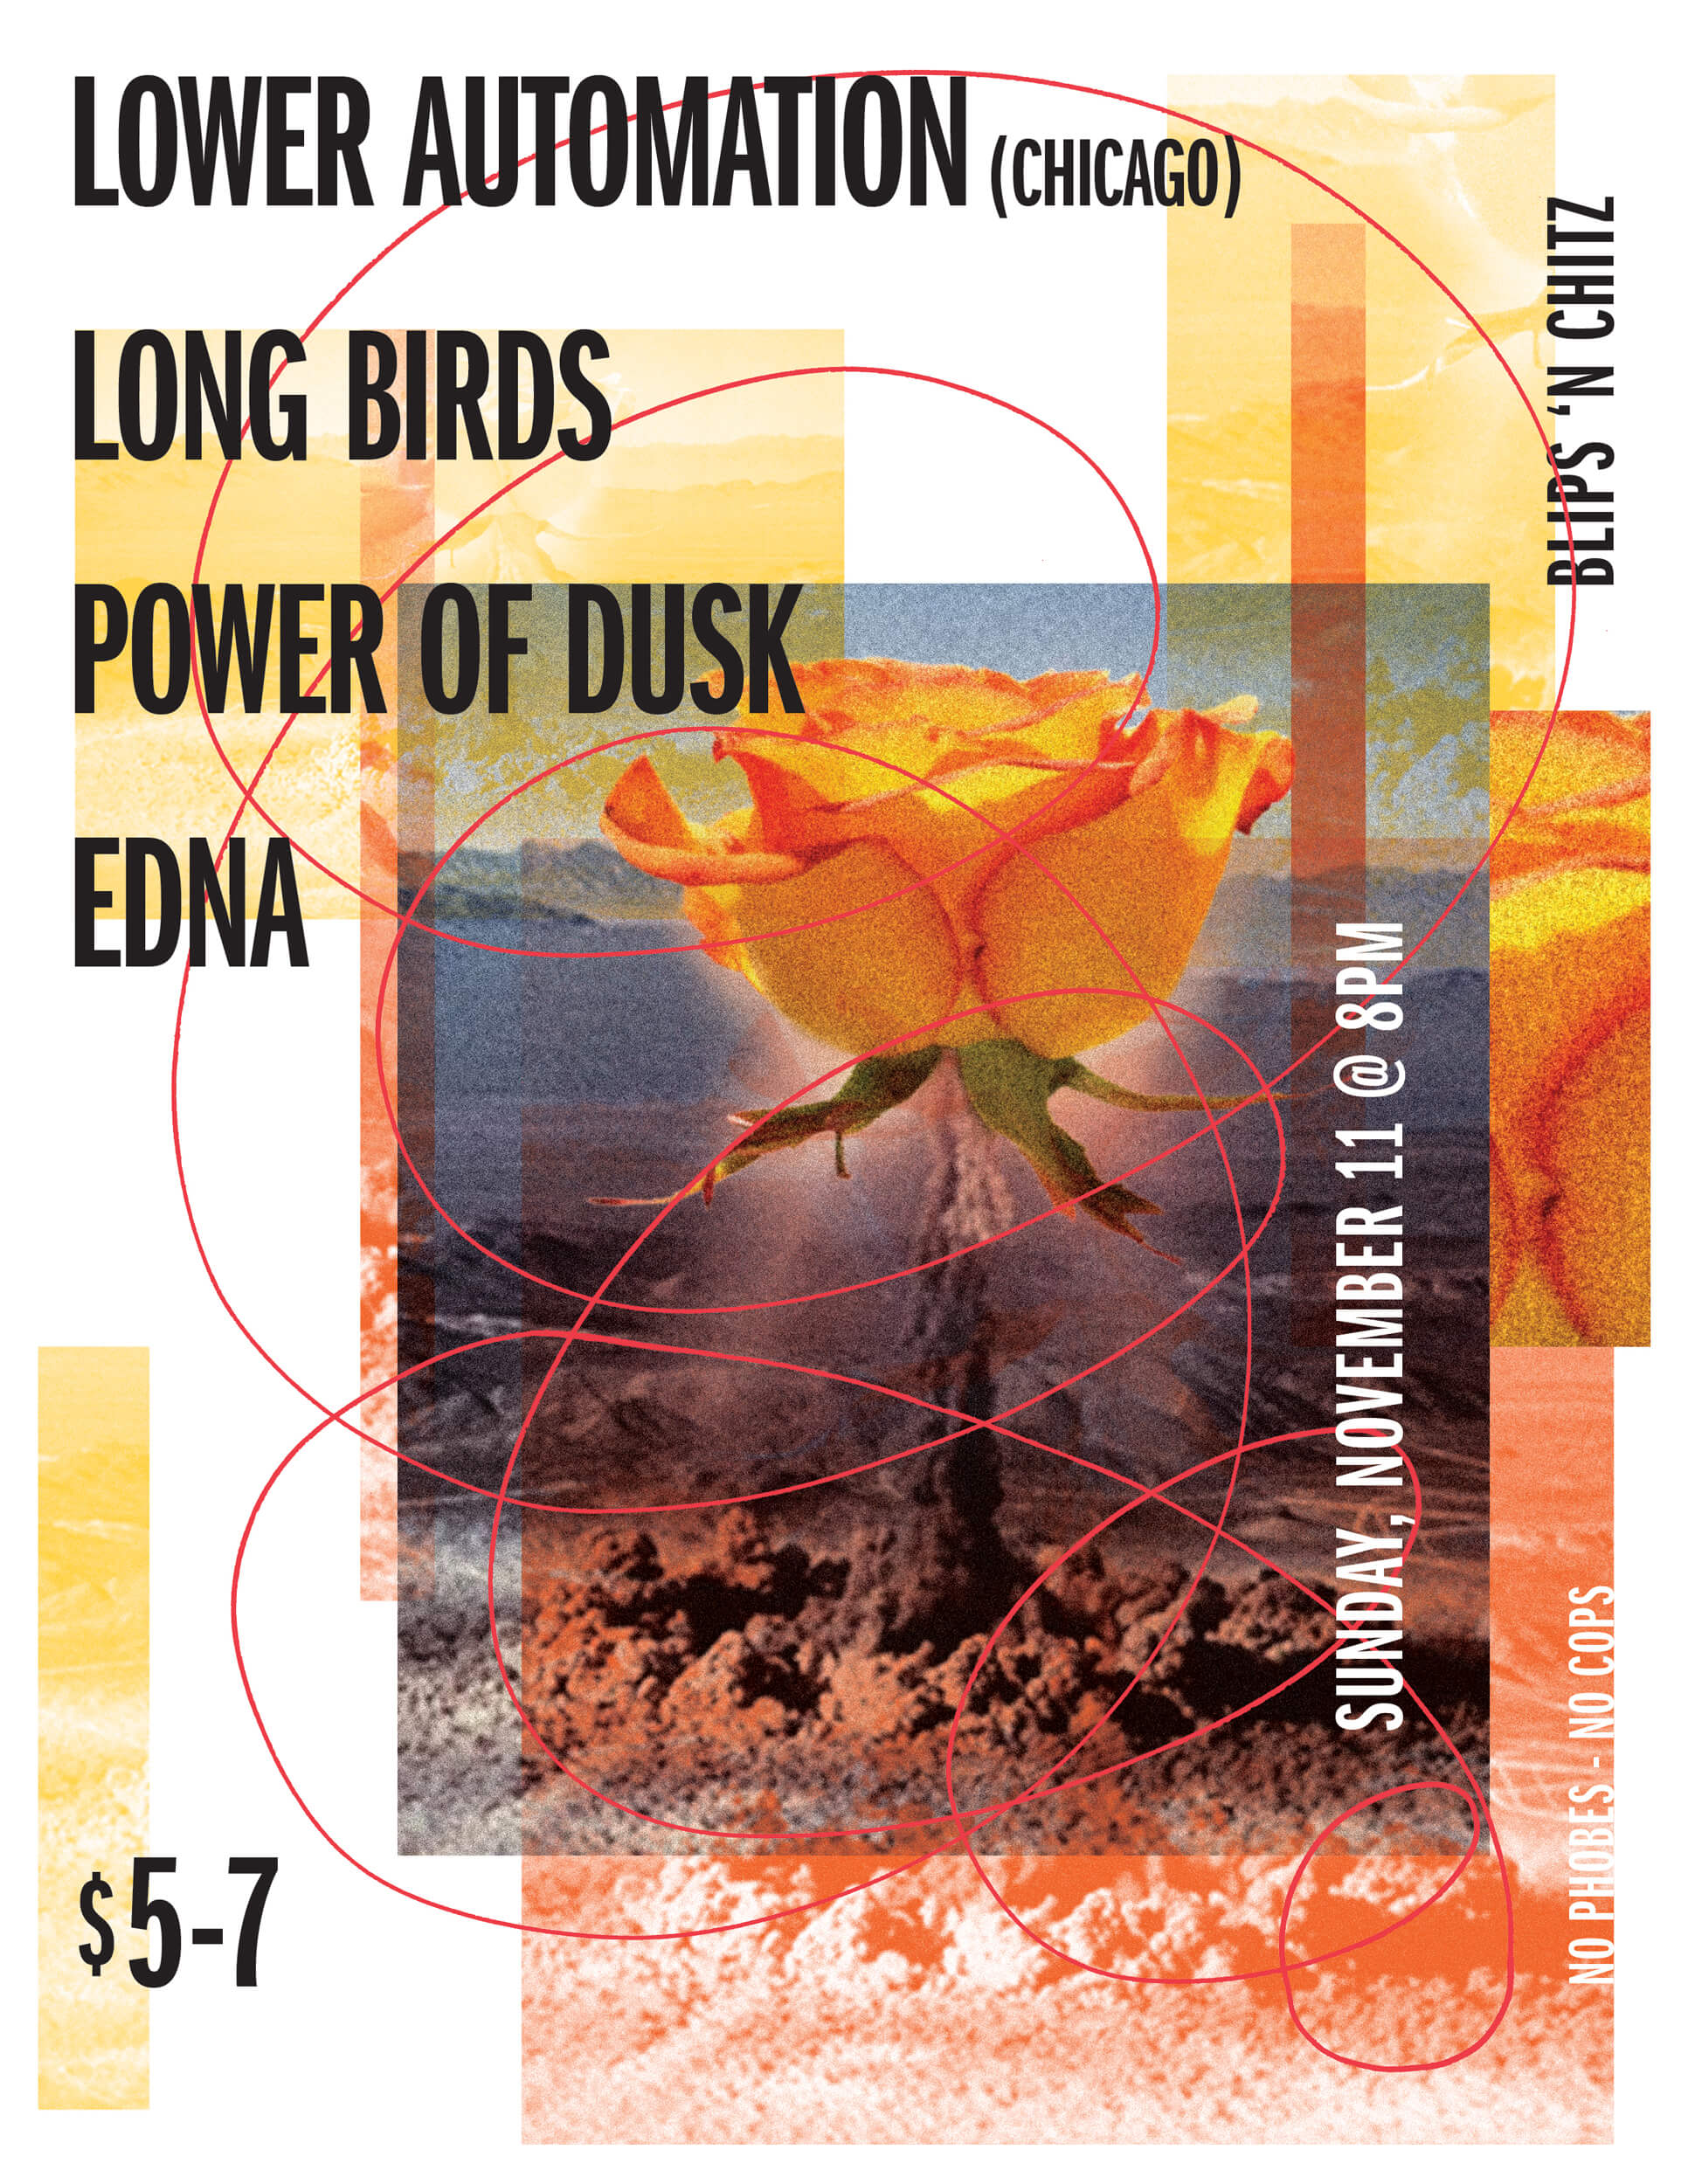 LOWER AUTOMATION (CHICAGO)
LONG BIRDS
POWER OF DUSK
EDNA
BLIPS ‘N CHITZ
SUNDAY, NOVEMBER 11 @ 8PM
NO PHOBES - NO COPS
$5-7